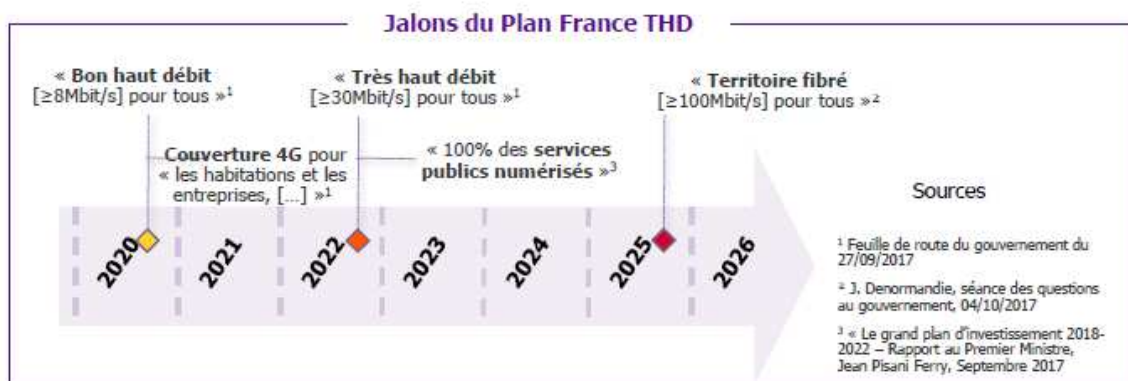 Jalons du Plan France THD
« Bon haut débit
[≥8Mbit/s] pour tous »¹
« Très haut débit
[≥30Mbit/s] pour tous »¹
« Territoire fibré
[≥100Mbit/s] pour tous »²
Couverture 4G pour
« les habitations et les
entreprises, [...] »¹
« 100% des services
publics numérisés »³
2020
2021
2022
2023
2024
2025
2026
Sources
¹ Feuille de route du gouvernement du
27/09/2017
² J. Denormandie, séance des questions
au gouvernement, 04/10/2017
³ « Le grand plan d'investissement 2018-
2022 – Rapport au Premier Ministre,
Jean Pisani Ferry, Septembre 2017